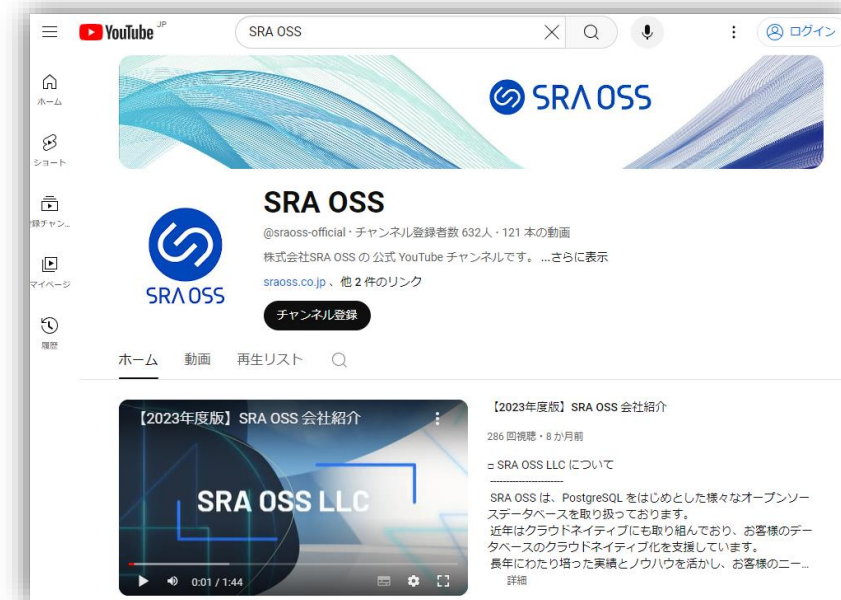 YouTube JP
SRA OSS
ログイン
ホーム
ショート
登録チャン...
マイページ
履歴
SRA OSS
SRA OSS
SRA OSS
@sraoss-official・チャンネル登録者数 632人・121 本の動画
株式会社SRA OSS の 公式 YouTube チャンネルです。 ...さらに表示
sraoss.co.jp 、他 2 件のリンク
チャンネル登録
ホーム 動画 再生リスト
【2023年度版】SRA OSS 会社紹介
SRA OSS LLC
0:01 / 1:44
【2023年度版】SRA OSS 会社紹介
286 回視聴・8 か月前
□ SRA OSS LLC について
------------------------
SRA OSS は、PostgreSQL をはじめとした様々なオープンソー
スデータベースを取り扱っております。
近年はクラウドネイティブにも取り組んでおり、お客様のデー
タベースのクラウドネイティブ化を支援しています。
長年にわたり培った実績とノウハウを活かし、お客様のニー...
詳細